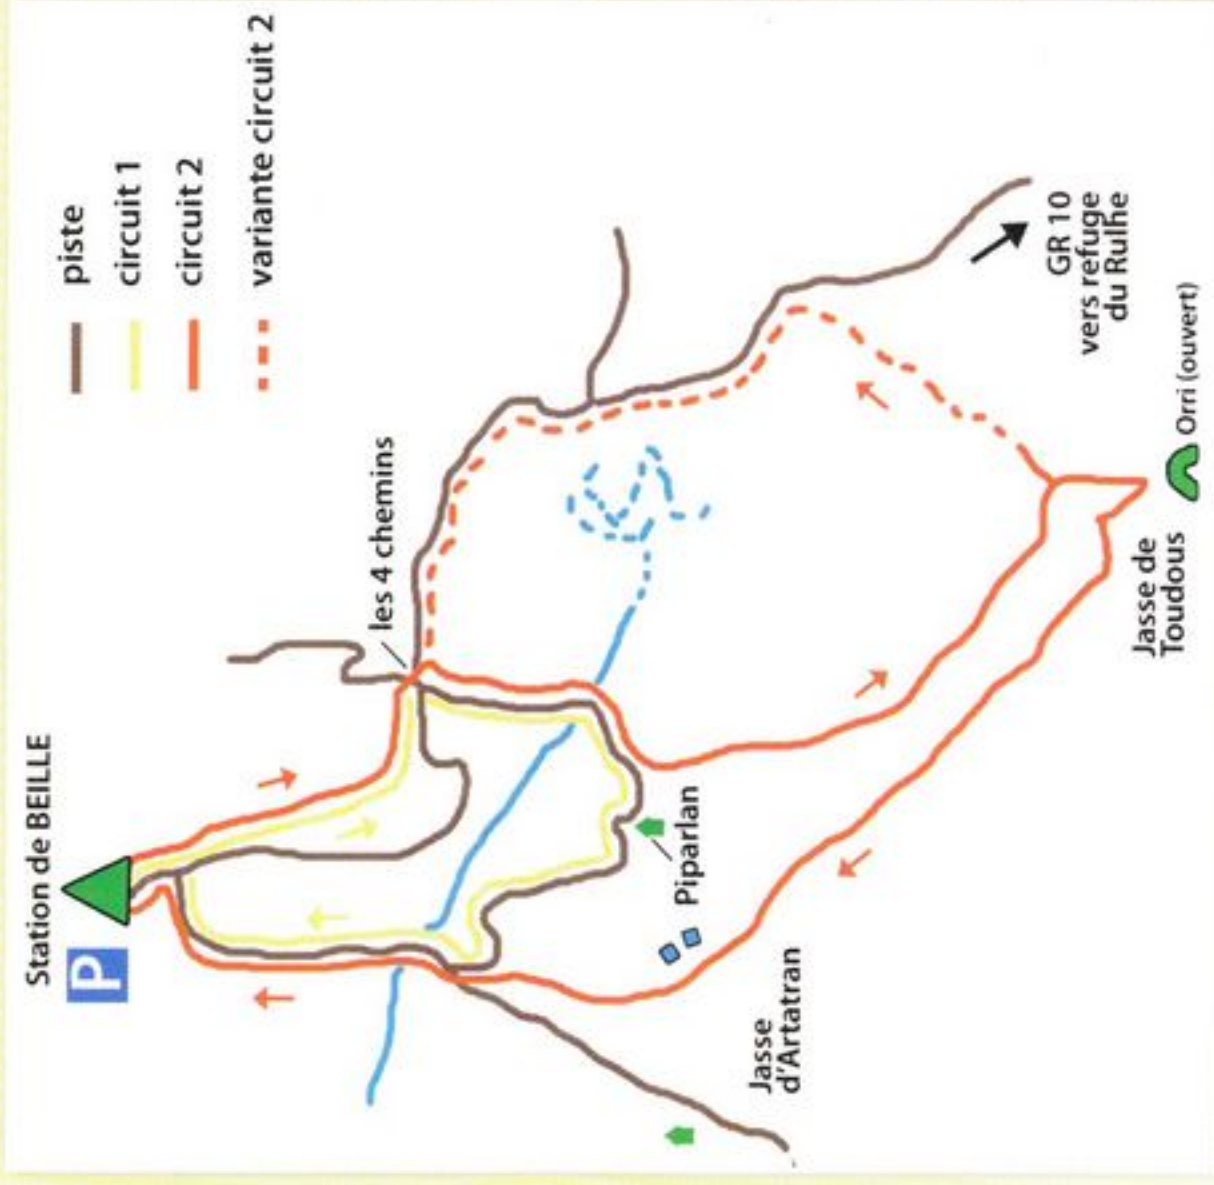 Station de BEILLE
P
piste
circuit 1
circuit 2
variante circuit 2
les 4 chemins
Piparlan
Jasse
d'Artatran
Jasse de
Toudous
Orri (ouvert)
GR 10
vers refuge
du Rulhe